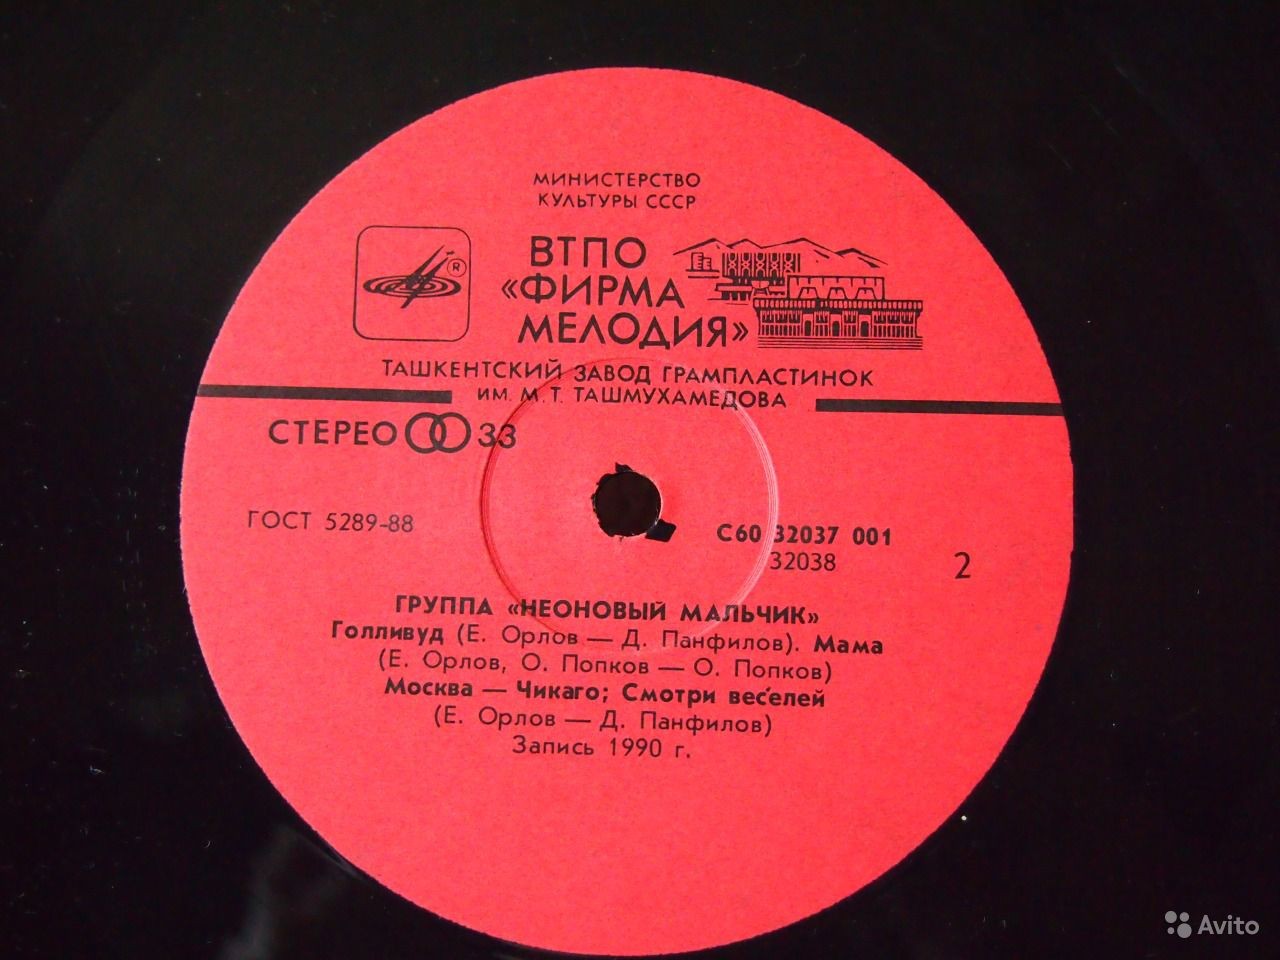 МИНИСТЕРСТВО
КУЛЬТУРЫ СССР
ВТПО
«ФИРМА
МЕЛОДИЯ»
®
ТАШКЕНТСКИЙ ЗАВОД ГРАМПЛАСТИНОК
ИМ. М. Т. ТАШМУХАМЕДОВА
СТЕРЕО 33
ГОСТ 5289-88
С60 32037 001
32038
2
ГРУППА «НЕОНОВЫЙ МАЛЬЧИК»
Голливуд (Е. Орлов — Д. Панфилов). Мама
(Е. Орлов, О. Попков — О. Попков)
Москва — Чикаго; Смотри веселей
(Е. Орлов — Д. Панфилов)
Запись 1990 г.
Avito